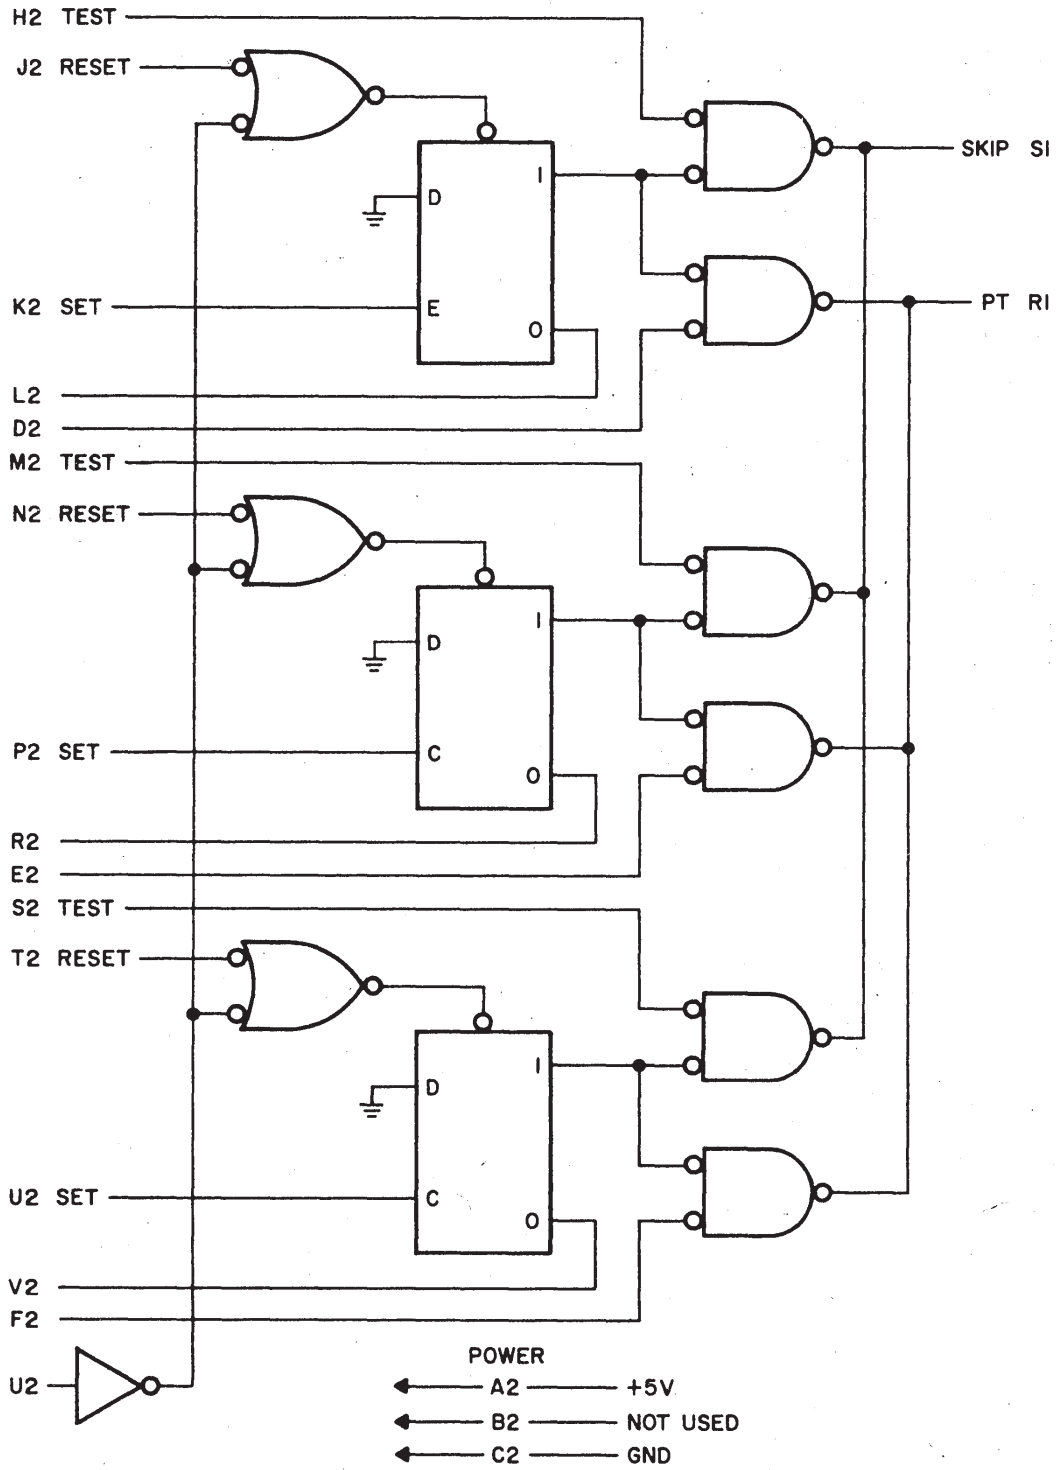 H2 TEST
J2 RESET
I
SKIP SI
D
K2 SET
E
O
PT RI
L2
D2
M2 TEST
N2 RESET
I
D
P2 SET
C
O
R2
E2
S2 TEST
T2 RESET
I
D
U2 SET
C
O
V2
F2
POWER
U2
A2 +5V
B2 NOT USED
C2 GND